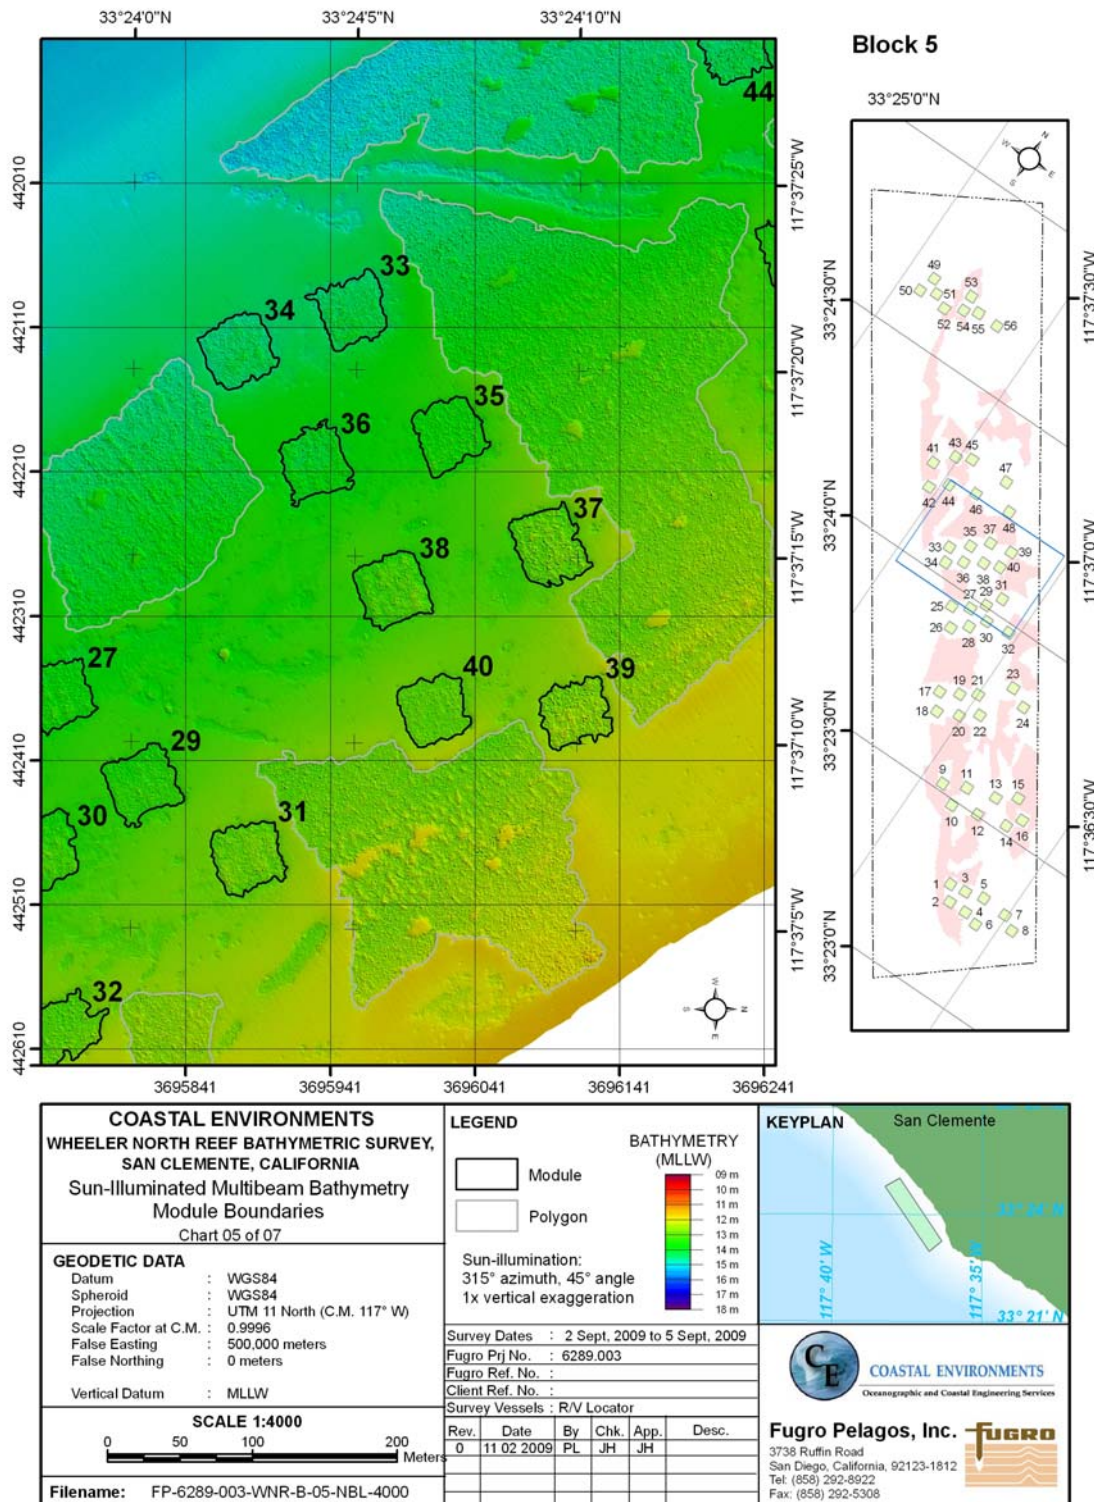 33°24'0"N
33°24'5"N
33°24'10"N
Block 5
33°25'0"N
44
33
34
35
36
37
38
27
40
39
29
30
31
32
442010
442110
442210
442310
442410
442510
442610
117°37'25"W
117°37'20"W
117°37'15"W
117°37'10"W
117°37'5"W
W
N
S
E
3695841
3695941
3696041
3696141
3696241
33°24'30"N
33°24'0"N
33°23'30"N
33°23'0"N
117°37'30"W
117°37'0"W
117°36'30"W
W
N
S
E
49
50
51
53
52
54
55
56
41
43
45
47
42
44
46
48
33
35
37
39
34
36
38
40
25
27
29
31
26
28
30
32
17
19
21
23
18
20
22
24
9
11
13
15
10
12
14
16
1
3
5
7
2
4
6
8
COASTAL ENVIRONMENTS
WHEELER NORTH REEF BATHYMETRIC SURVEY,
SAN CLEMENTE, CALIFORNIA
Sun-Illuminated Multibeam Bathymetry
Module Boundaries
Chart 05 of 07
GEODETIC DATA
Datum : WGS84
Spheroid : WGS84
Projection : UTM 11 North (C.M. 117° W)
Scale Factor at C.M. : 0.9996
False Easting : 500,000 meters
False Northing : 0 meters
Vertical Datum : MLLW
SCALE 1:4000
0 50 100 200
Meters
Filename: FP-6289-003-WNR-B-05-NBL-4000
LEGEND
Module
Polygon
Sun-illumination:
315° azimuth, 45° angle
1x vertical exaggeration
BATHYMETRY
(MLLW)
09 m
10 m
11 m
12 m
13 m
14 m
15 m
16 m
17 m
18 m
Survey Dates : 2 Sept, 2009 to 5 Sept, 2009
Fugro Prj No. : 6289.003
Fugro Ref. No. :
Client Ref. No. :
Survey Vessels : R/V Locator
Rev. Date By Chk. App. Desc.
0 11 02 2009 PL JH JH
KEYPLAN
San Clemente
33° 24' N
117° 40' W
117° 35' W
33° 21' N
CE
COASTAL ENVIRONMENTS
Oceanographic and Coastal Engineering Services
Fugro Pelagos, Inc.
3738 Ruffin Road
San Diego, California, 92123-1812
Tel: (858) 292-8922
Fax: (858) 292-5308
FUGRO